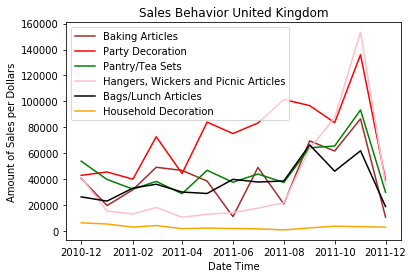 Sales Behavior United Kingdom
Amount of Sales per Dollars
160000
140000
120000
100000
80000
60000
40000
20000
0
Baking Articles
Party Decoration
Pantry/Tea Sets
Hangers, Wickers and Picnic Articles
Bags/Lunch Articles
Household Decoration
2010-12 2011-02 2011-04 2011-06 2011-08 2011-10 2011-12
Date Time